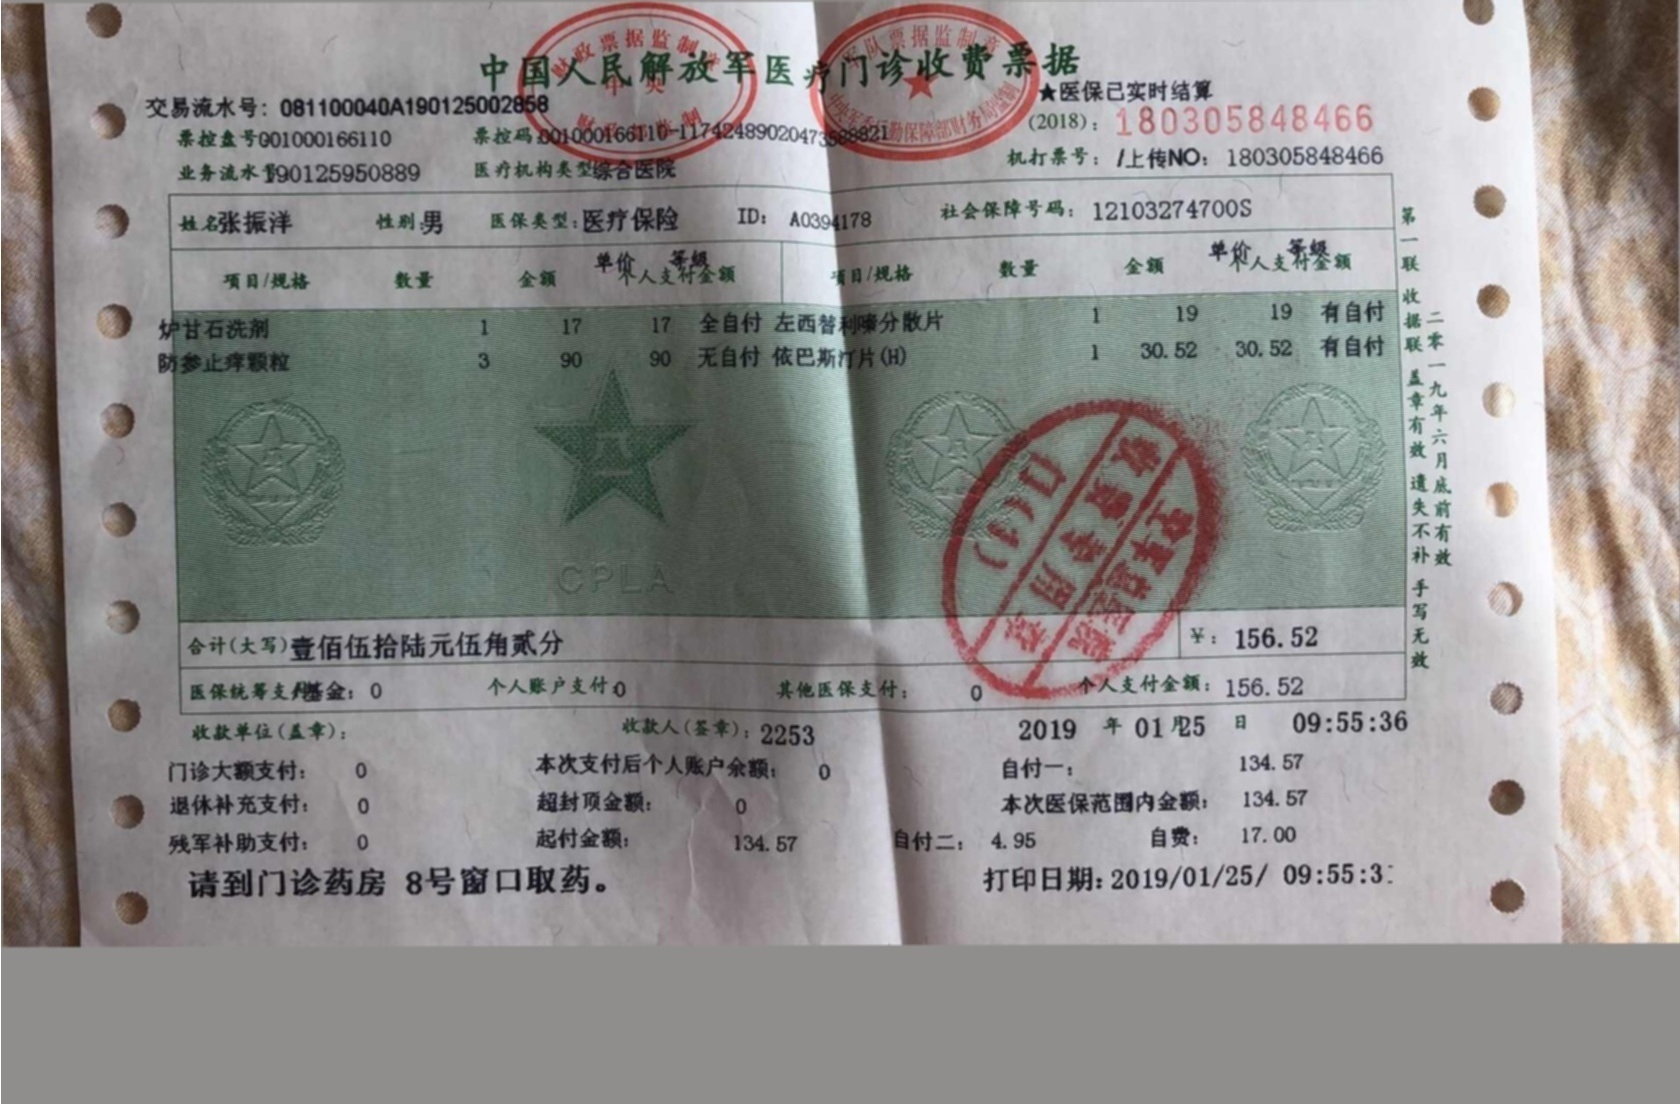 中国人民解放军医疗门诊收费票据
交易流水号：081100040A190125002858 ★医保已实时结算
票控盘号001000166110 票控码： (2018)：180305848466
业务流水号190125950889 医疗机构类型综合医院 机打票号：/上传NO：180305848466
姓名张振洋 性别：男 医保类型：医疗保险 ID：A0394178 社会保障号码：12103274700S
项目/规格 数量 金额 单价 等级 个人支付金额 项目/规格 数量 金额 单价 等级 个人支付金额
炉甘石洗剂 1 17 17 全自付 左西替利嗪分散片 1 19 19 有自付
防参止痒颗粒 3 90 90 无自付 依巴斯汀片(H) 1 30.52 30.52 有自付
CPLA
合计(大写)壹佰伍拾陆元伍角贰分 ￥：156.52
医保统筹支付基金：0 个人账户支付：0 其他医保支付：0 个人支付金额：156.52
收款单位(盖章)： 收款人(签章)：2253 2019 年 01 月 25 日 09:55:36
门诊大额支付：0 本次支付后个人账户余额：0 自付一：134.57
退休补充支付：0 超封顶金额：0 本次医保范围内金额：134.57
残军补助支付：0 起付金额：134.57 自付二：4.95 自费：17.00
请到门诊药房 8号窗口取药。 打印日期：2019/01/25/ 09:55:3
第一联 收据联 盖章有效 遗失不补 手写无效
二零一九年六月底前有效
财政票据监制章
中央
财政部监制
军队票据监制章
收费专用章